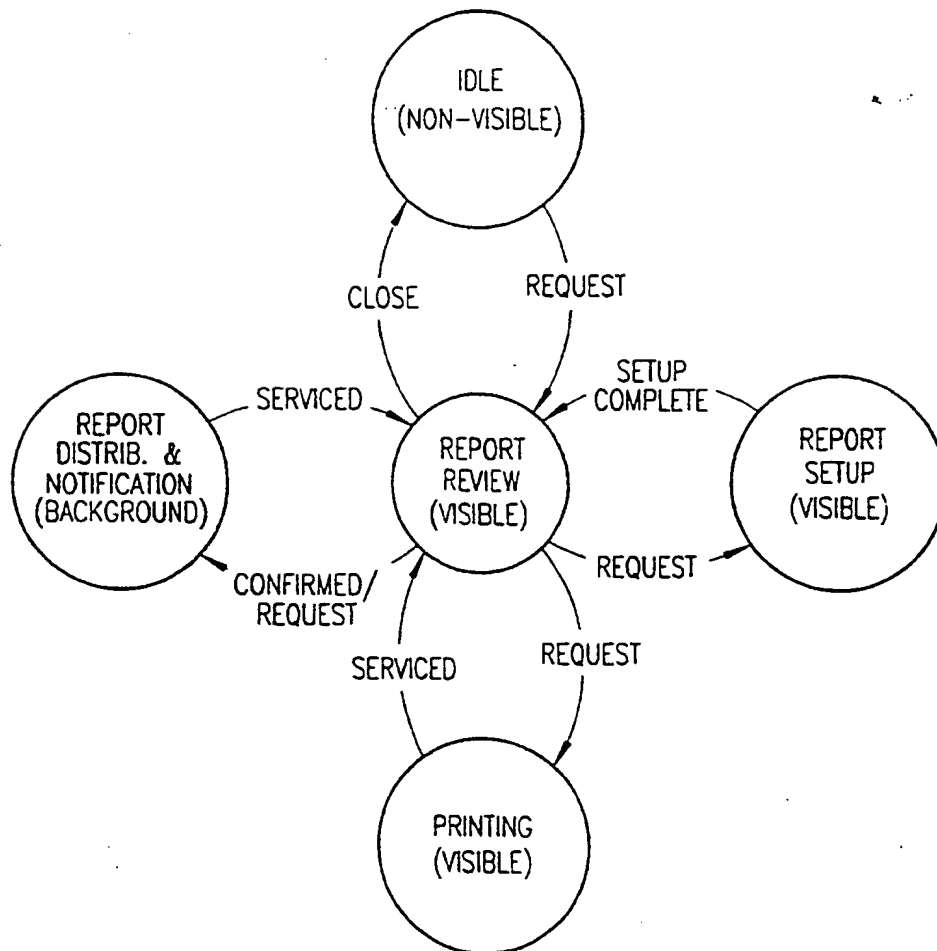 IDLE
(NON-VISIBLE)
CLOSE
REQUEST
SERVICED
SETUP
COMPLETE
REPORT
DISTRIB. &
NOTIFICATION
(BACKGROUND)
REPORT
REVIEW
(VISIBLE)
REPORT
SETUP
(VISIBLE)
CONFIRMED/
REQUEST
REQUEST
SERVICED
REQUEST
PRINTING
(VISIBLE)